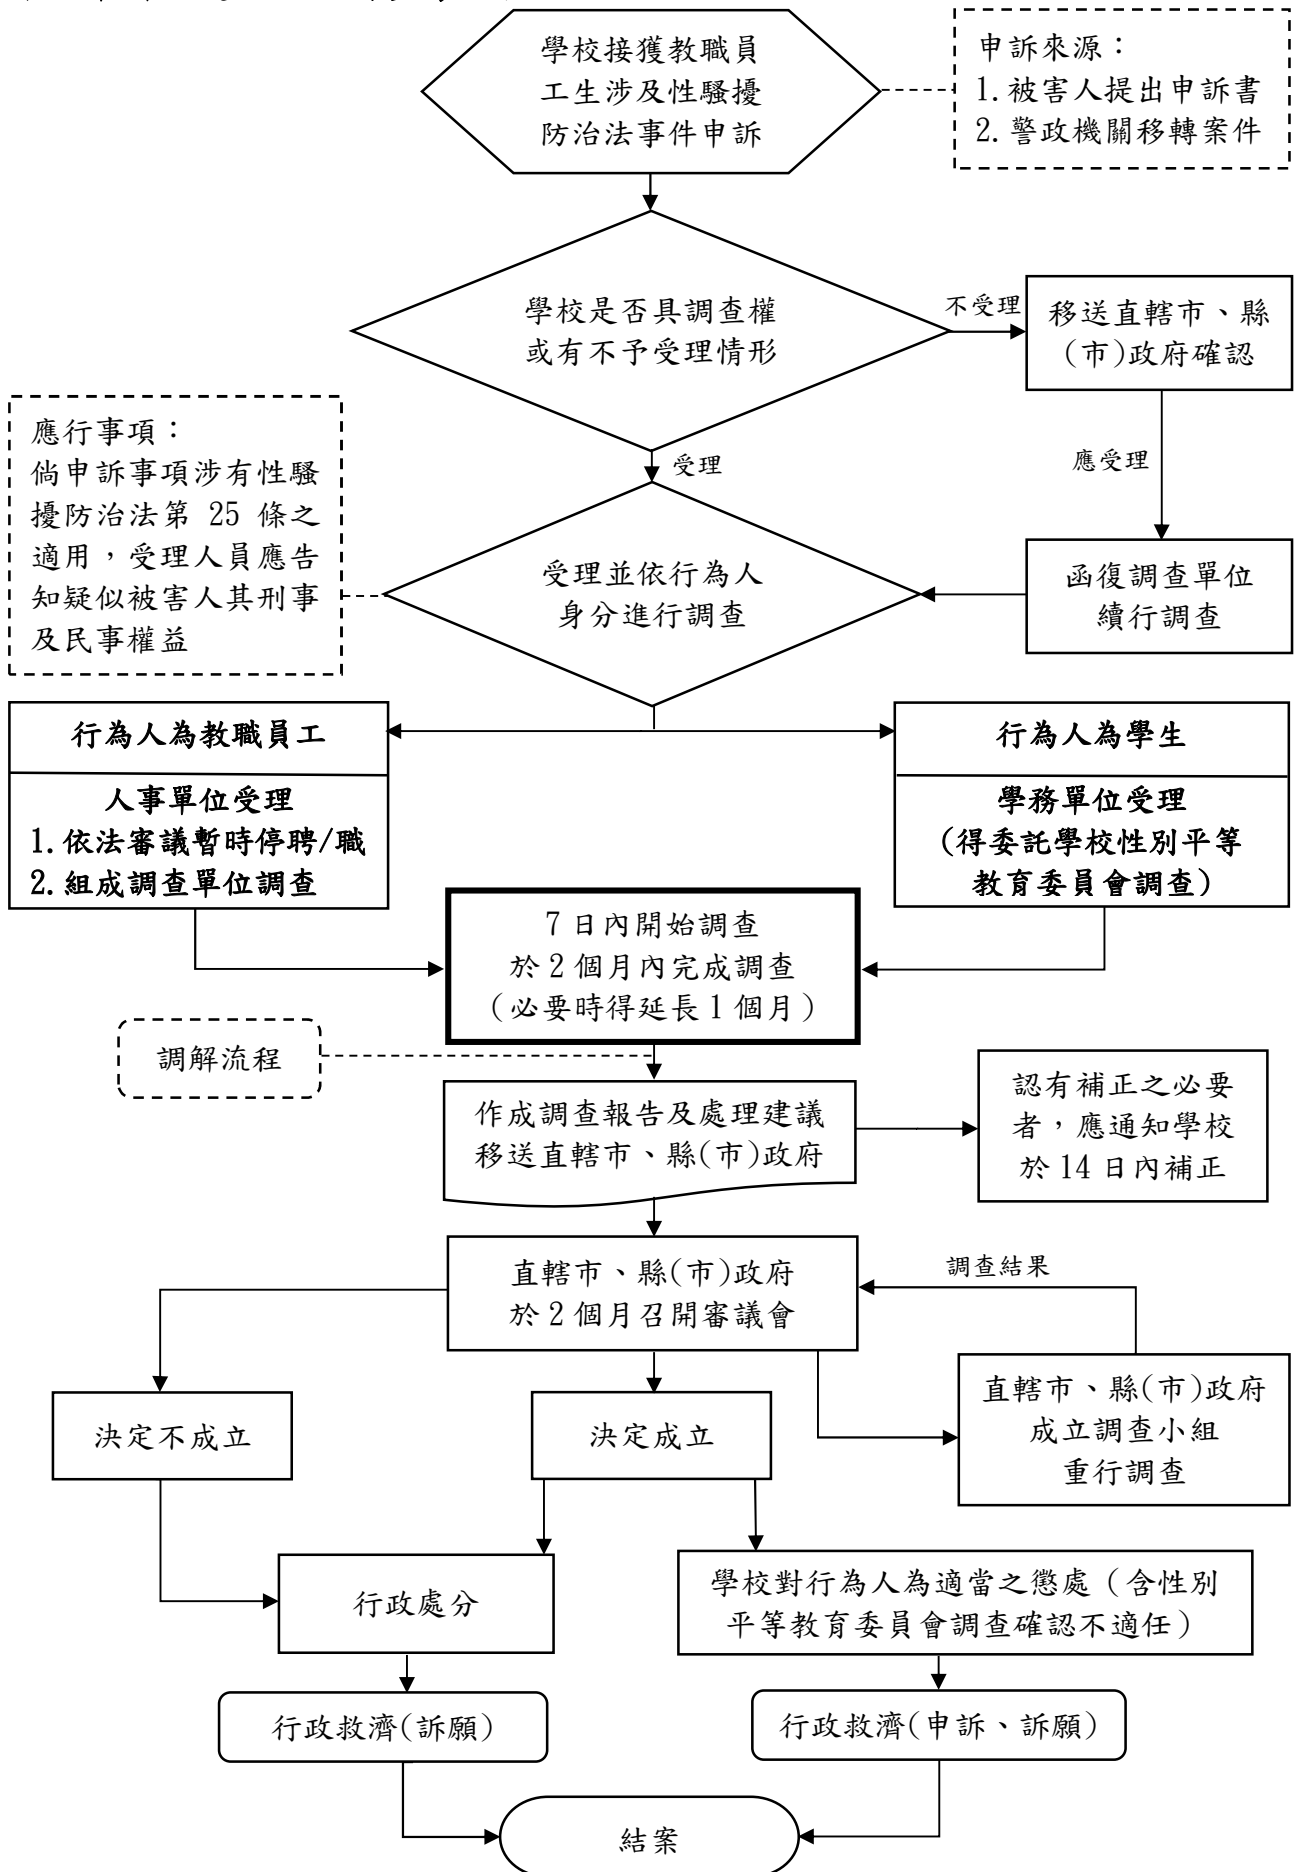 學校接獲教職員
工生涉及性騷擾
防治法事件申訴
申訴來源：
1.被害人提出申訴書
2.警政機關移轉案件
學校是否具調查權
或有不予受理情形
不受理
移送直轄市、縣
(市)政府確認
應行事項：
倘申訴事項涉有性騷
擾防治法第 25 條之
適用，受理人員應告
知疑似被害人其刑事
及民事權益
受理
應受理
受理並依行為人
身分進行調查
函復調查單位
續行調查
行為人為教職員工
人事單位受理
1.依法審議暫時停聘/職
2.組成調查單位調查
行為人為學生
學務單位受理
(得委託學校性別平等
教育委員會調查)
7 日內開始調查
於 2 個月內完成調查
（必要時得延長 1 個月）
調解流程
作成調查報告及處理建議
移送直轄市、縣(市)政府
認有補正之必要
者，應通知學校
於 14 日內補正
直轄市、縣(市)政府
於 2 個月召開審議會
調查結果
直轄市、縣(市)政府
成立調查小組
重行調查
決定不成立
決定成立
行政處分
學校對行為人為適當之懲處（含性別
平等教育委員會調查確認不適任）
行政救濟(訴願)
行政救濟(申訴、訴願)
結案